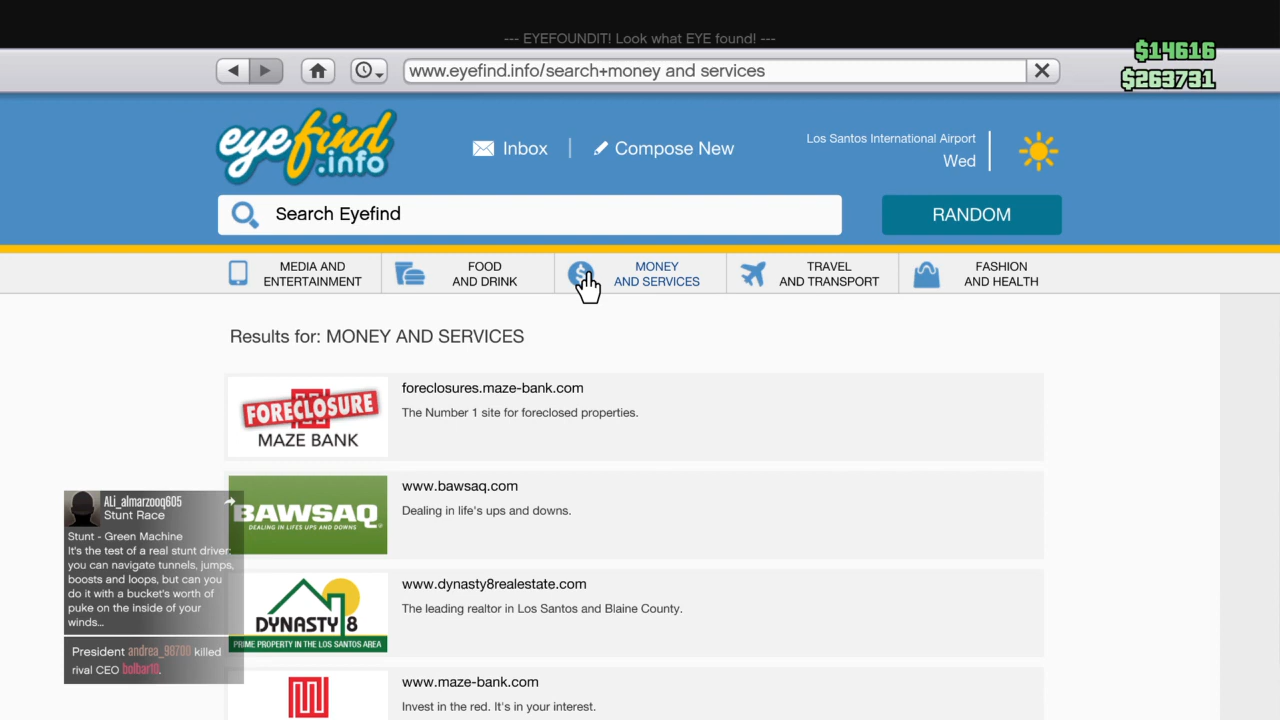 --- EYEFOUNDIT! Look what EYE found! ---
$14616
www.eyefind.info/search+money and services
$263731
eyefind
.info
Inbox
Compose New
Los Santos International Airport
Wed
Search Eyefind
RANDOM
MEDIA AND
ENTERTAINMENT
FOOD
AND DRINK
MONEY
AND SERVICES
TRAVEL
AND TRANSPORT
FASHION
AND HEALTH
Results for: MONEY AND SERVICES
FORECLOSURE
MAZE BANK
foreclosures.maze-bank.com
The Number 1 site for foreclosed properties.
BAWSAQ
DEALING IN LIFES UPS AND DOWNS
www.bawsaq.com
Dealing in life's ups and downs.
DYNASTY 8
PRIME PROPERTY IN THE LOS SANTOS AREA
www.dynasty8realestate.com
The leading realtor in Los Santos and Blaine County.
www.maze-bank.com
Invest in the red. It's in your interest.
ALi_almarzooq605
Stunt Race
Stunt - Green Machine
It's the test of a real stunt driver:
you can navigate tunnels, jumps,
boosts and loops, but can you
do it with a bucket's worth of
puke on the inside of your
winds...
President andrea_98700 killed
rival CEO bolbar10.